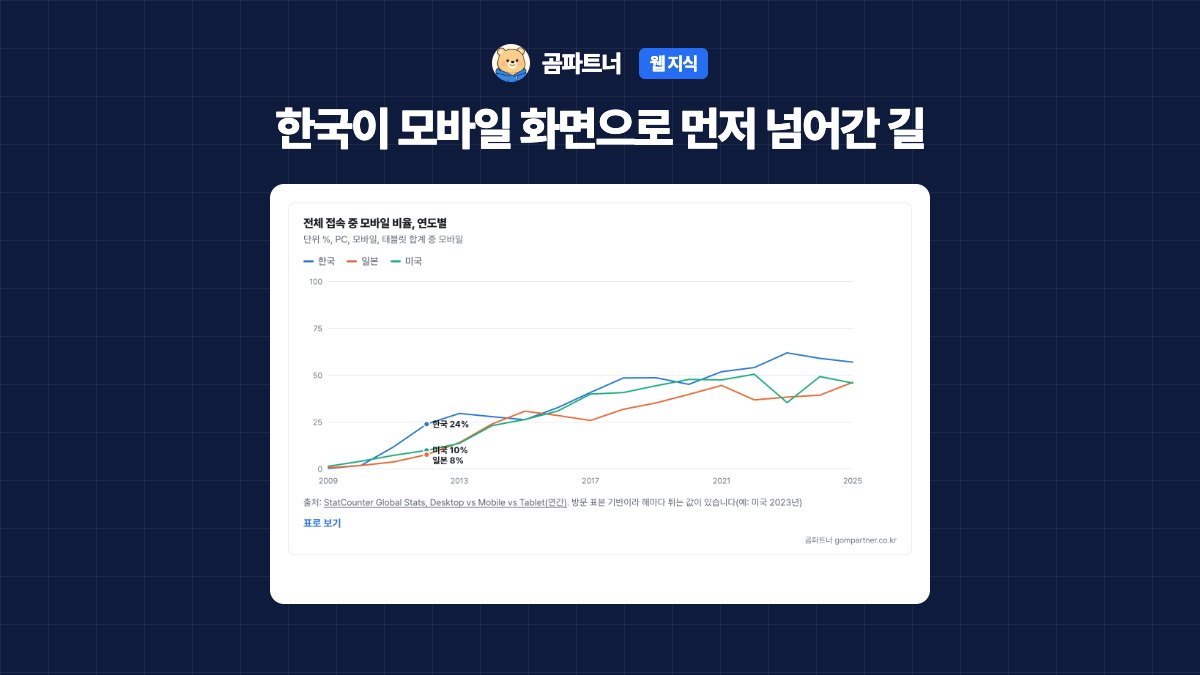 곰파트너 웹 지식
한국이 모바일 화면으로 먼저 넘어간 길
전체 접속 중 모바일 비율, 연도별
단위 %, PC, 모바일, 태블릿 합계 중 모바일
한국 일본 미국
100
75
50
25
0
한국 24%
미국 10%
일본 8%
2009 2013 2017 2021 2025
출처: StatCounter Global Stats, Desktop vs Mobile vs Tablet(연간). 방문 표본 기반이라 해마다 튀는 값이 있습니다(예: 미국 2023년)
표로 보기
곰파트너 gompartner.co.kr